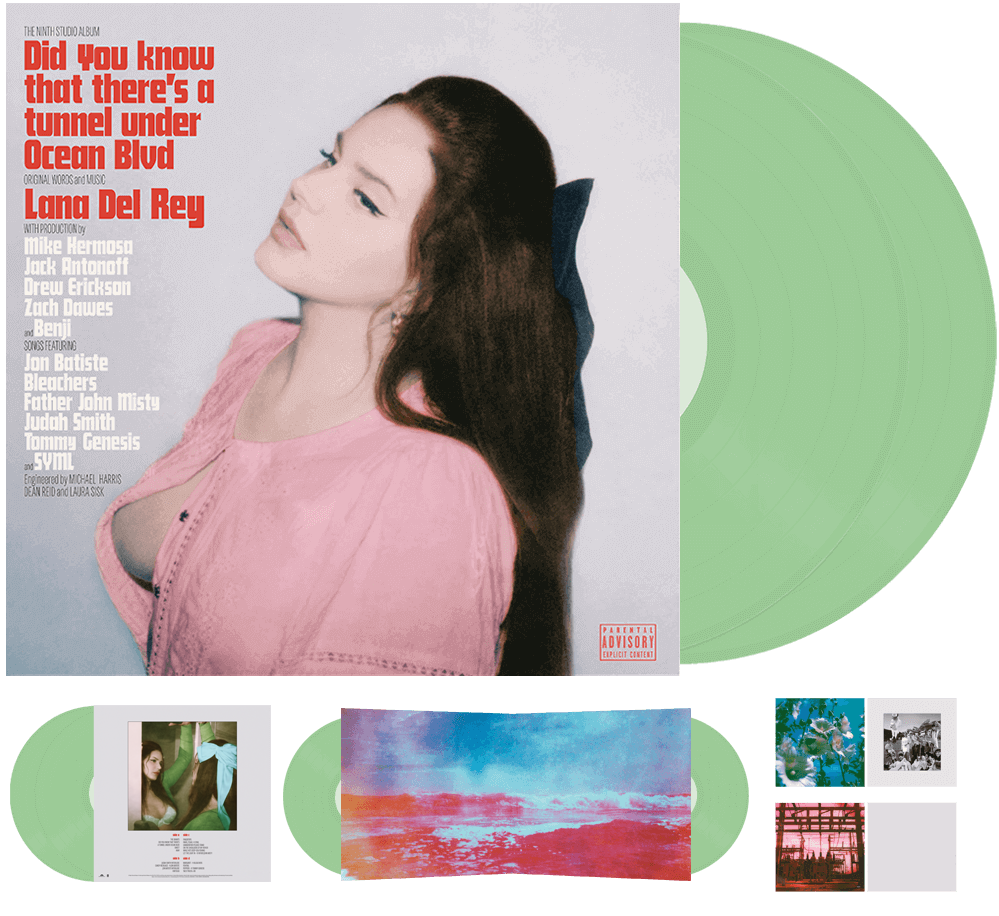 THE NINTH STUDIO ALBUM
Did you know
that there's a
tunnel under
Ocean Blvd
ORIGINAL WORDS and MUSIC
Lana Del Rey
WITH PRODUCTION by
Mike Hermosa
Jack Antonoff
Drew Erickson
Zach Dawes
and Benji
SONGS FEATURING
Jon Batiste
Bleachers
Father John Misty
Judah Smith
Tommy Genesis
and SYML
Engineered by MICHAEL HARRIS
DEAN REID and LAURA SISK
PARENTAL
ADVISORY
EXPLICIT CONTENT